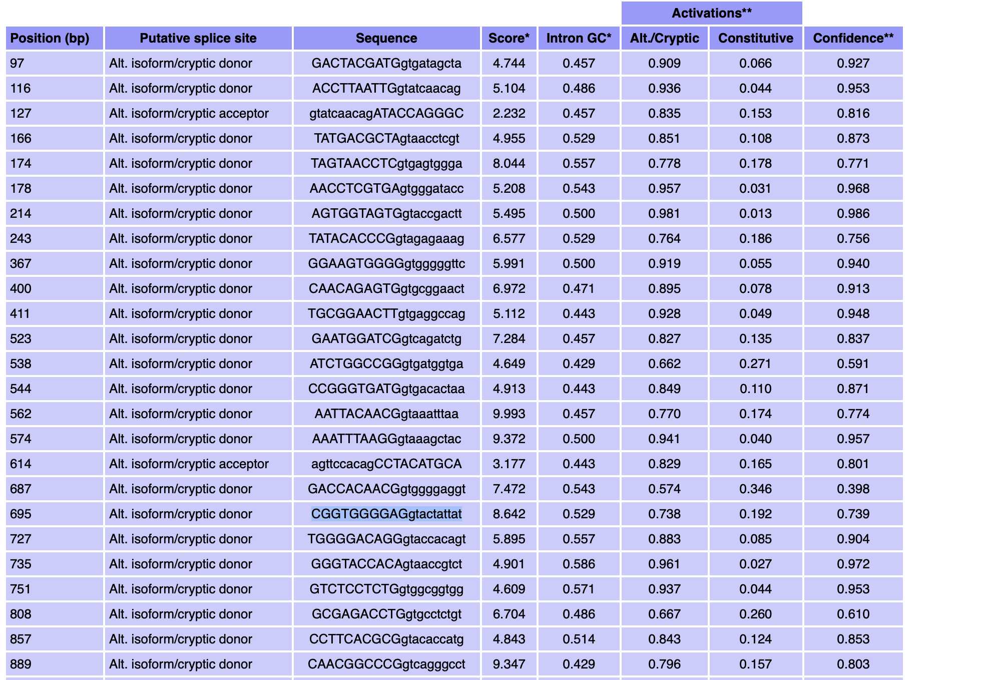 Activations**
Position (bp) Putative splice site Sequence Score* Intron GC* Alt./Cryptic Constitutive Confidence**
97 Alt. isoform/cryptic donor GACTACGATGgtgatagcta 4.744 0.457 0.909 0.066 0.927
116 Alt. isoform/cryptic donor ACCTTAATTGgtatcaacag 5.104 0.486 0.936 0.044 0.953
127 Alt. isoform/cryptic acceptor gtatcaacagATACCAGGGC 2.232 0.457 0.835 0.153 0.816
166 Alt. isoform/cryptic donor TATGACGCTAgtaacctcgt 4.955 0.529 0.851 0.108 0.873
174 Alt. isoform/cryptic donor TAGTAACCTCgtgagtggga 8.044 0.557 0.778 0.178 0.771
178 Alt. isoform/cryptic donor AACCTCGTGAgtgggatacc 5.208 0.543 0.957 0.031 0.968
214 Alt. isoform/cryptic donor AGTGGTAGTGgtaccgactt 5.495 0.500 0.981 0.013 0.986
243 Alt. isoform/cryptic donor TATACACCCGgtagagaaag 6.577 0.529 0.764 0.186 0.756
367 Alt. isoform/cryptic donor GGAAGTGGGGgtgggggttc 5.991 0.500 0.919 0.055 0.940
400 Alt. isoform/cryptic donor CAACAGAGTGgtgcggaact 6.972 0.471 0.895 0.078 0.913
411 Alt. isoform/cryptic donor TGCGGAACTTgtgaggccag 5.112 0.443 0.928 0.049 0.948
523 Alt. isoform/cryptic donor GAATGGATCGgtcagatctg 7.284 0.457 0.827 0.135 0.837
538 Alt. isoform/cryptic donor ATCTGGCCGGgtgatggtga 4.649 0.429 0.662 0.271 0.591
544 Alt. isoform/cryptic donor CCGGGTGATGgtgacactaa 4.913 0.443 0.849 0.110 0.871
562 Alt. isoform/cryptic donor AATTACAACGgtaaatttaa 9.993 0.457 0.770 0.174 0.774
574 Alt. isoform/cryptic donor AAATTTAAGGgtaaagctac 9.372 0.500 0.941 0.040 0.957
614 Alt. isoform/cryptic acceptor agttccacagCCTACATGCA 3.177 0.443 0.829 0.165 0.801
687 Alt. isoform/cryptic donor GACCACAACGgtggggaggt 7.472 0.543 0.574 0.346 0.398
695 Alt. isoform/cryptic donor CGGTGGGGAGgtactattat 8.642 0.529 0.738 0.192 0.739
727 Alt. isoform/cryptic donor TGGGGACAGGgtaccacagt 5.895 0.557 0.883 0.085 0.904
735 Alt. isoform/cryptic donor GGGTACCACAgtaaccgtct 4.901 0.586 0.961 0.027 0.972
751 Alt. isoform/cryptic donor GTCTCCTCTGgtggcggtgg 4.609 0.571 0.937 0.044 0.953
808 Alt. isoform/cryptic donor GCGAGACCTGgtgcctctgt 6.704 0.486 0.667 0.260 0.610
857 Alt. isoform/cryptic donor CCTTCACGCGgtacaccatg 4.843 0.514 0.843 0.124 0.853
889 Alt. isoform/cryptic donor CAACGGCCCGgtcagggcct 9.347 0.429 0.796 0.157 0.803